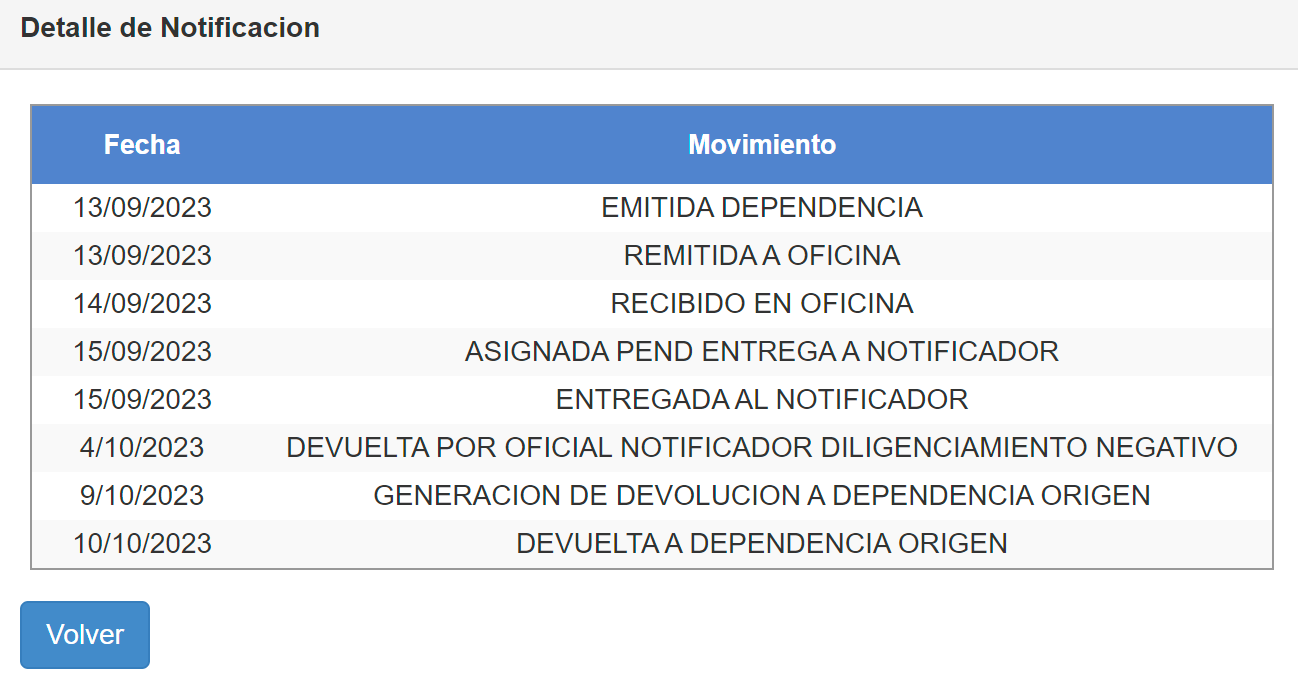 Detalle de Notificacion
Fecha Movimiento
13/09/2023 EMITIDA DEPENDENCIA
13/09/2023 REMITIDA A OFICINA
14/09/2023 RECIBIDO EN OFICINA
15/09/2023 ASIGNADA PEND ENTREGA A NOTIFICADOR
15/09/2023 ENTREGADA AL NOTIFICADOR
4/10/2023 DEVUELTA POR OFICIAL NOTIFICADOR DILIGENCIAMIENTO NEGATIVO
9/10/2023 GENERACION DE DEVOLUCION A DEPENDENCIA ORIGEN
10/10/2023 DEVUELTA A DEPENDENCIA ORIGEN
Volver